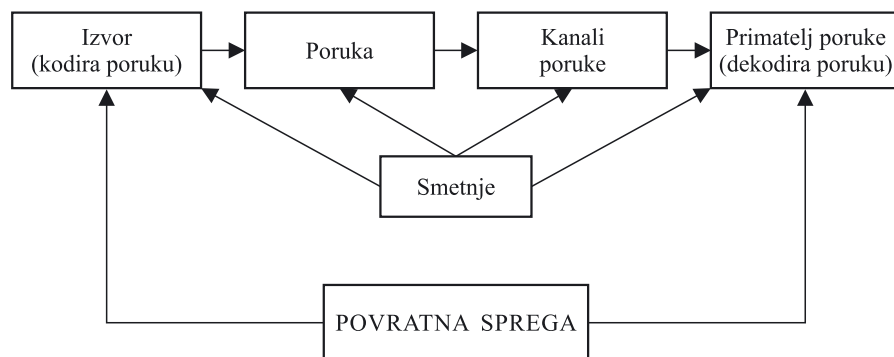 Izvor
(kodira poruku)
Poruka
Kanali
poruke
Primatelj poruke
(dekodira poruku)
Smetnje
POVRATNA SPREGA